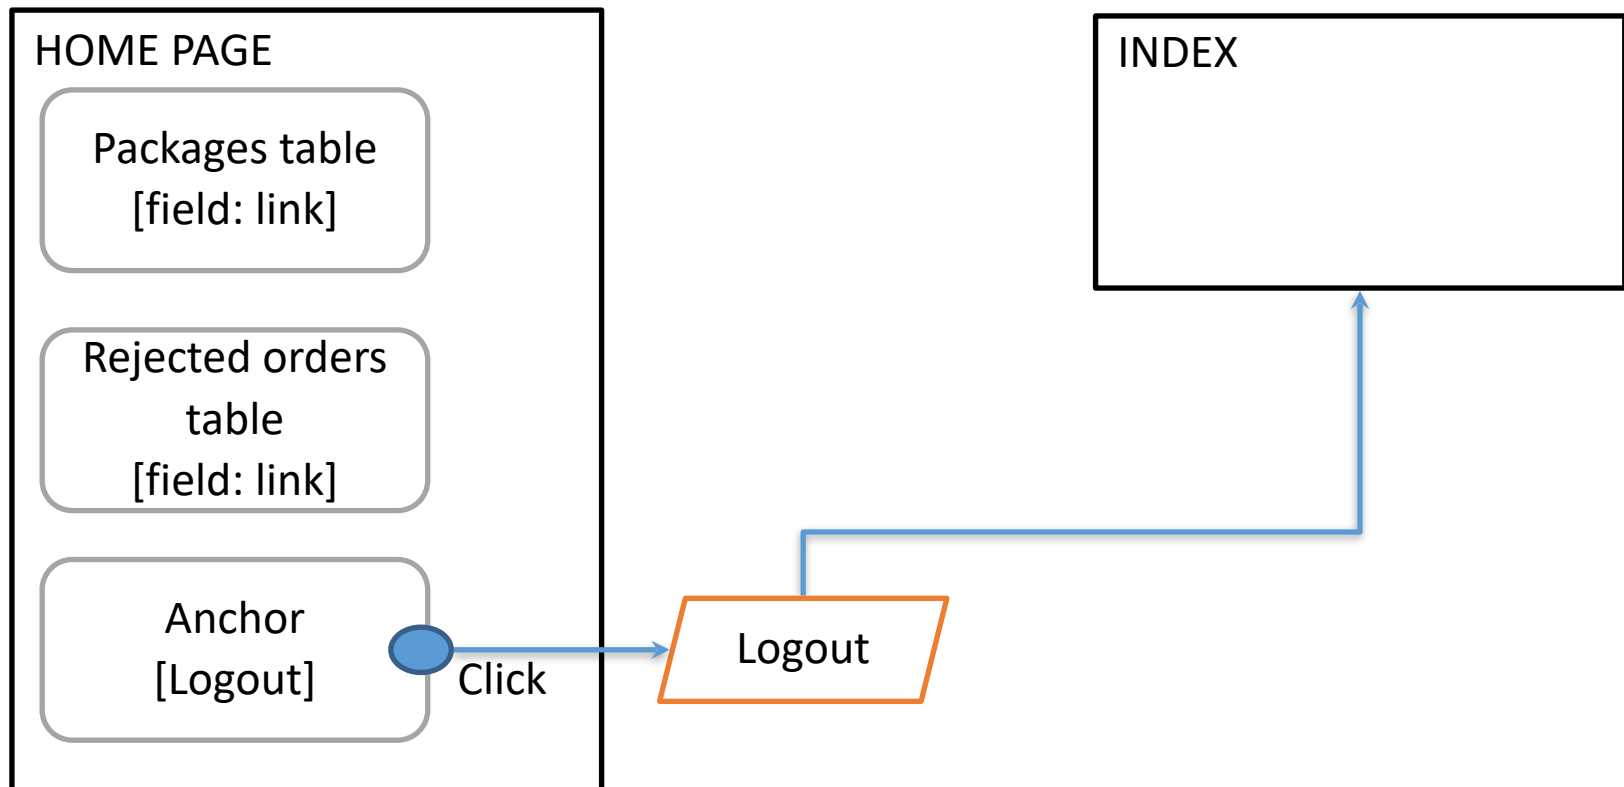 HOME PAGE
Packages table
[field: link]
Rejected orders
table
[field: link]
Anchor
[Logout]
Click
Logout
INDEX